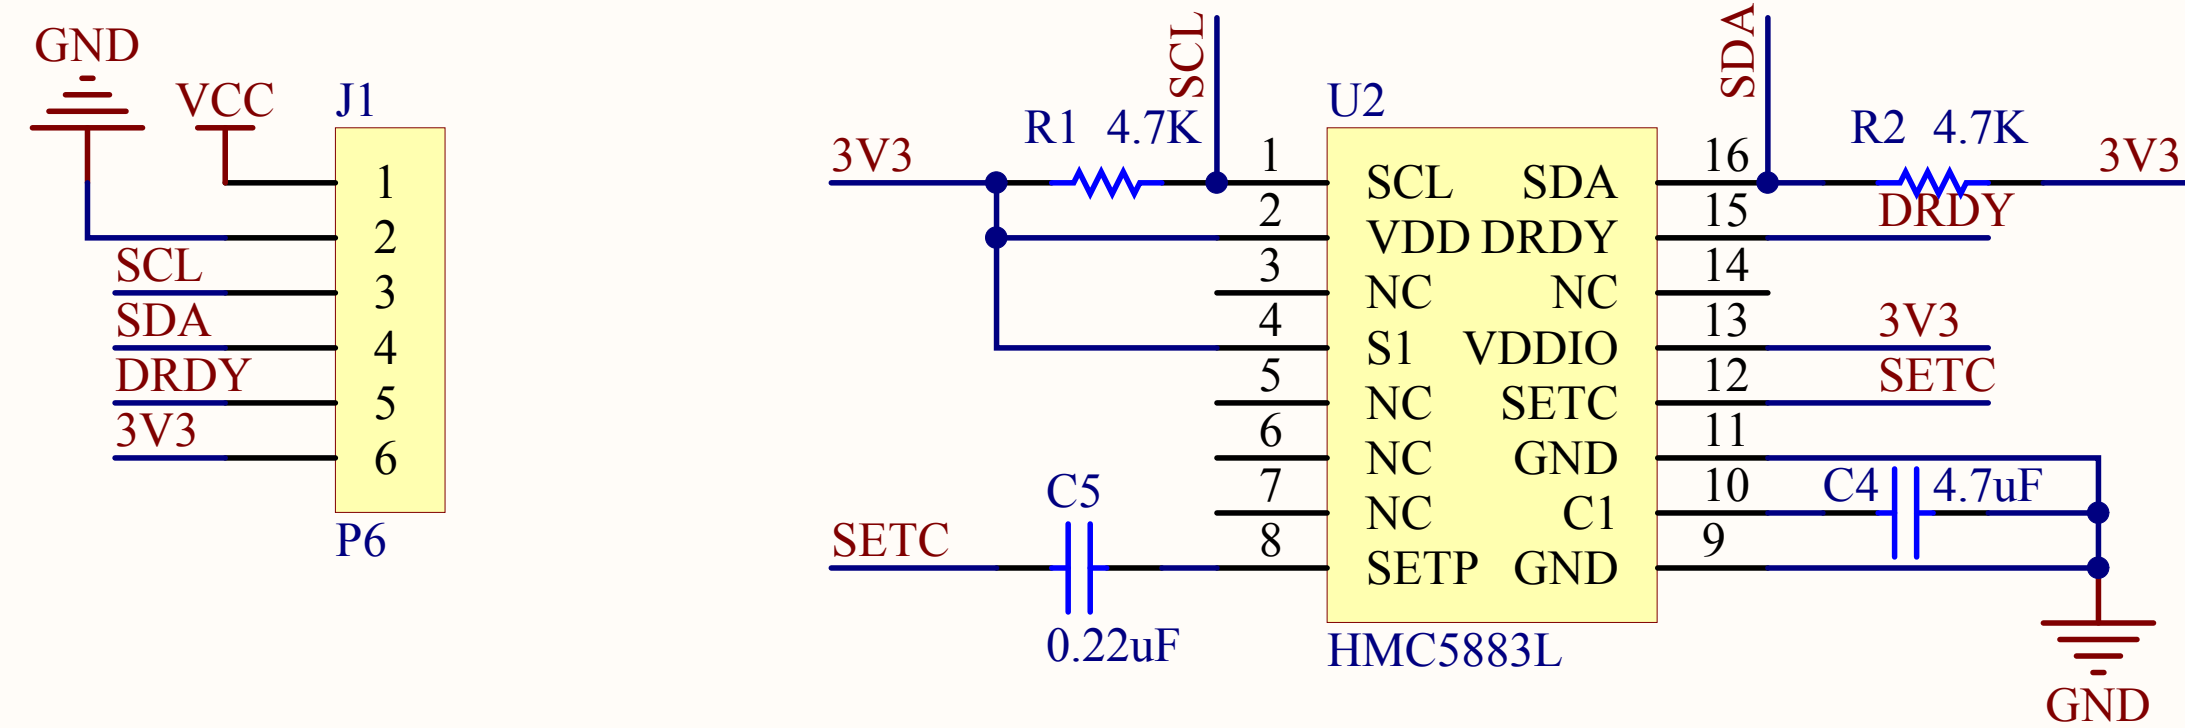 GND
VCC
J1
1
2
SCL
3
SDA
4
DRDY
5
3V3
6
P6
SCL
SDA
U2
R1 4.7K
R2 4.7K
3V3
3V3
1 SCL SDA 16
2 VDD DRDY 15
DRDY
3 NC NC 14
4 S1 VDDIO 13
3V3
5 NC SETC 12
SETC
6 NC GND 11
7 NC C1 10
C4 4.7uF
8 SETP GND 9
C5
SETC
0.22uF
HMC5883L
GND